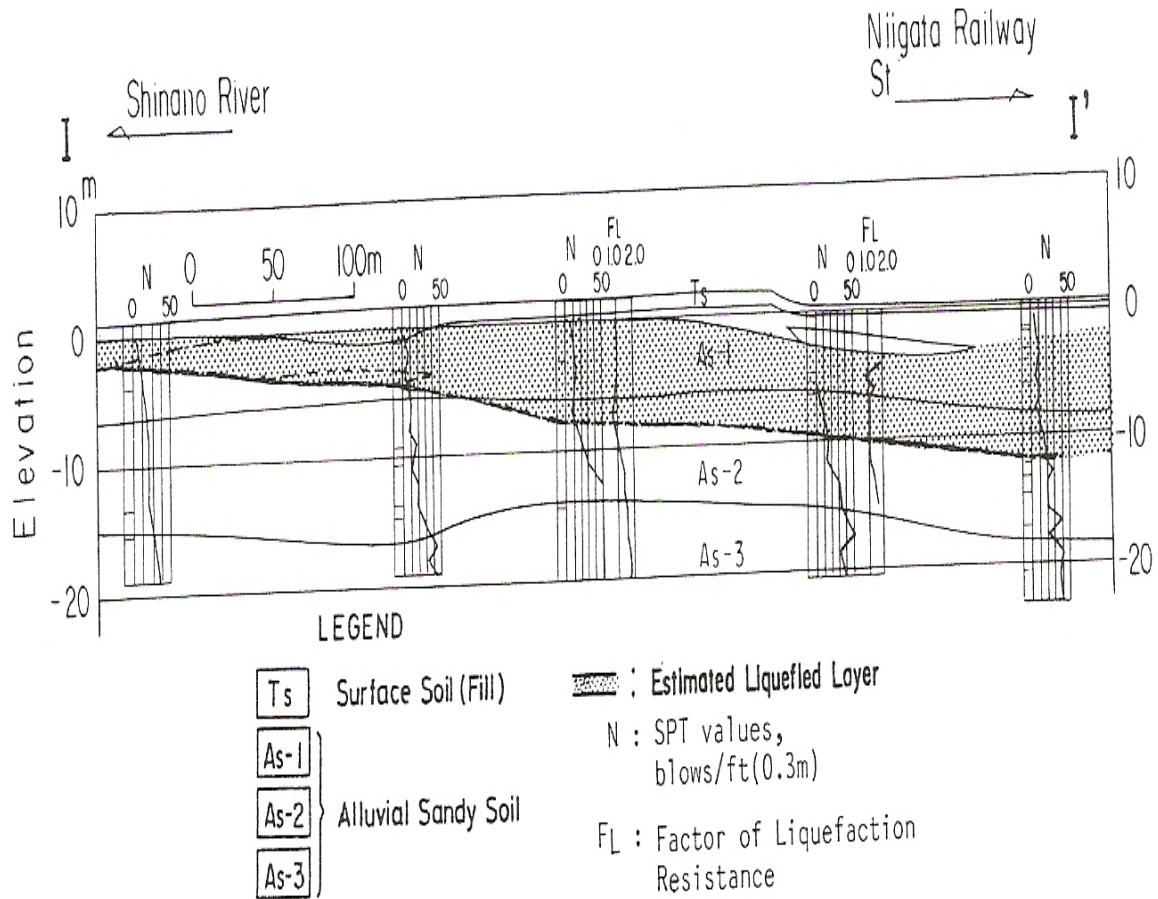 Niigata Railway
St
Shinano River
I
I'
10 m
10
FL
N
0 1.0 2.0
0
50
FL
N
0 1.0 2.0
0
50
N
0
50
N
0
50
N
0
50
0 50 100m
Ts
0
0
As-1
Elevation
-10
-10
As-2
As-3
-20
-20
LEGEND
Ts Surface Soil (Fill)
As-1
As-2
As-3
Alluvial Sandy Soil
: Estimated Liquefied Layer
N : SPT values,
blows/ft(0.3m)
FL : Factor of Liquefaction
Resistance